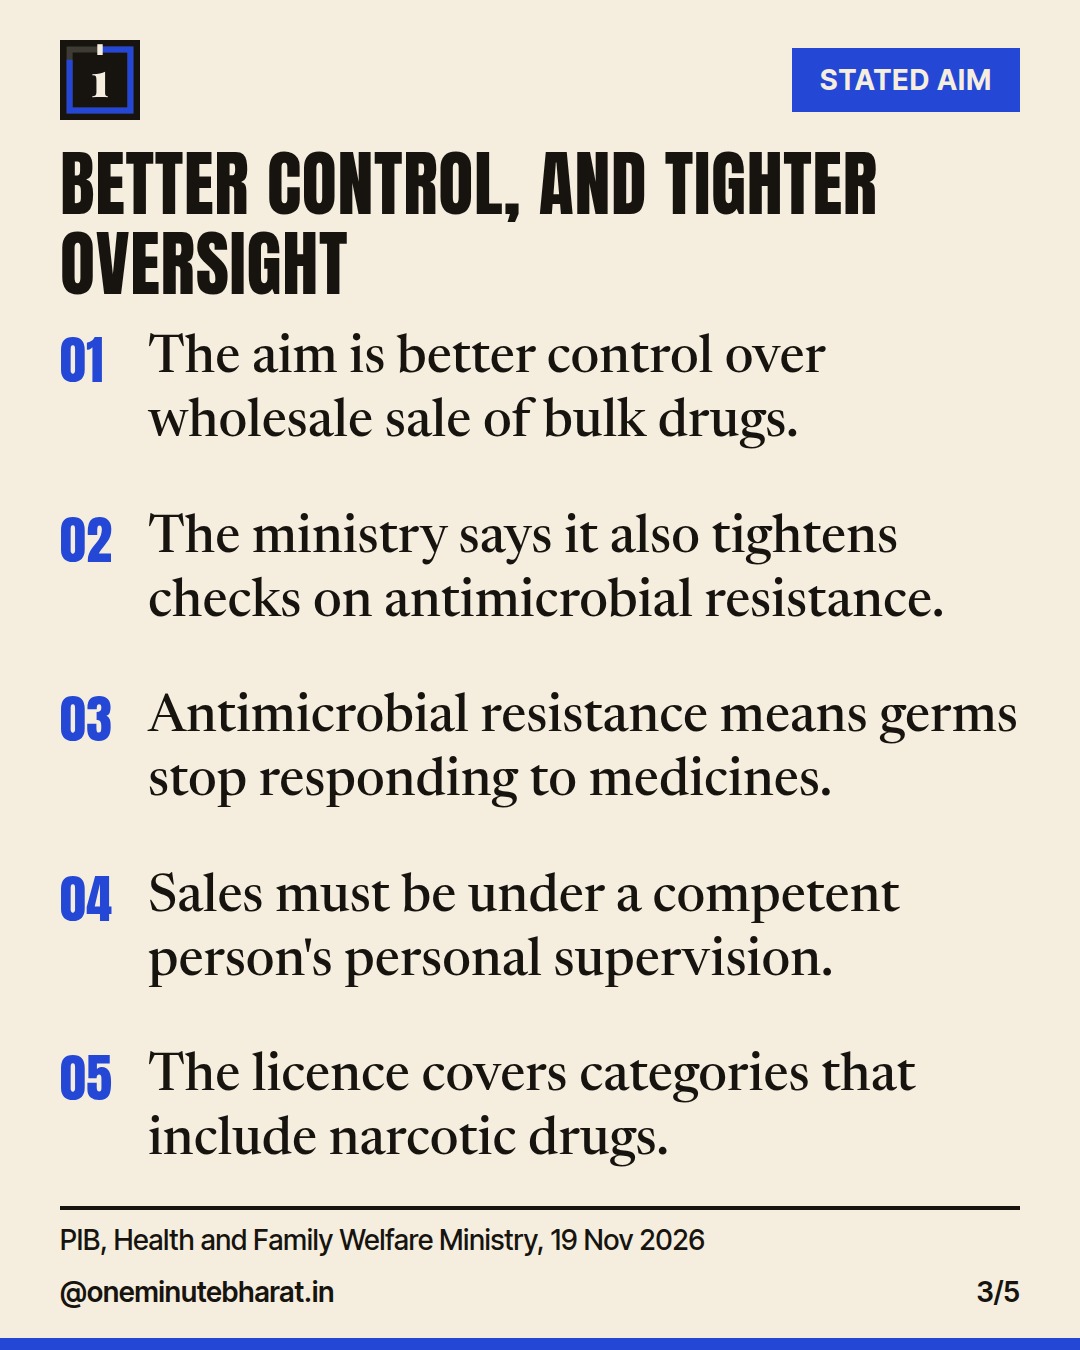 1
STATED AIM
BETTER CONTROL, AND TIGHTER
OVERSIGHT
01 The aim is better control over
wholesale sale of bulk drugs.
02 The ministry says it also tightens
checks on antimicrobial resistance.
03 Antimicrobial resistance means germs
stop responding to medicines.
04 Sales must be under a competent
person's personal supervision.
05 The licence covers categories that
include narcotic drugs.
PIB, Health and Family Welfare Ministry, 19 Nov 2026
@oneminutebharat.in 3/5